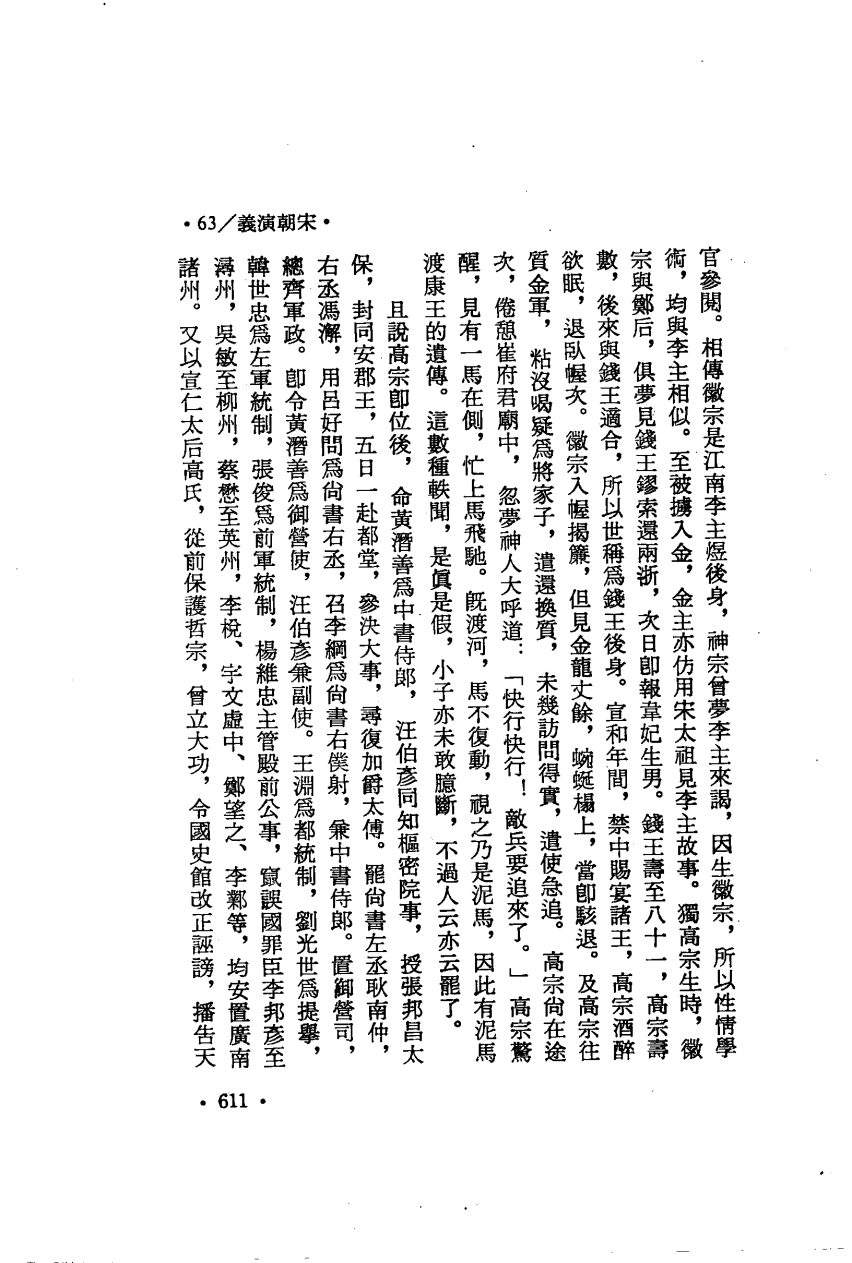 ·63/義演朝宋·
官參閱。相傳徽宗是江南李主煜後身，神宗曾夢李主來謁，因生徽宗，所以性情學
術，均與李主相似。至被擄入金，金主亦仿用宋太祖見李主故事。獨高宗生時，徽
宗與鄭后，俱夢見錢王鏐索還兩浙，次日卽報韋妃生男。錢王壽至八十一，高宗壽
數，後來與錢王適合，所以世稱爲錢王後身。宣和年間，禁中賜宴諸王，高宗酒醉
欲眠，退臥幄次。徽宗入幄揭簾，但見金龍丈餘，蜿蜒榻上，當卽駭退。及高宗往
質金軍，粘沒喝疑爲將家子，遣還換質，未幾訪問得實，遣使急追。高宗尙在途
次，倦憩崔府君廟中，忽夢神人大呼道：「快行快行！敵兵要追來了。」高宗驚
醒，見有一馬在側，忙上馬飛馳。旣渡河，馬不復動，視之乃是泥馬，因此有泥馬
渡康王的遺傳。這數種軼聞，是眞是假，小子亦未敢臆斷，不過人云亦云罷了。
且說高宗卽位後，命黃潛善爲中書侍郞，汪伯彥同知樞密院事，授張邦昌太
保，封同安郡王，五日一赴都堂，參決大事，尋復加爵太傅。罷尙書左丞耿南仲，
右丞馮澥，用呂好問爲尙書右丞，召李綱爲尙書右僕射，兼中書侍郞。置御營司，
總齊軍政。卽令黃潛善爲御營使，汪伯彥兼副使。王淵爲都統制，劉光世爲提舉，
韓世忠爲左軍統制，張俊爲前軍統制，楊維忠主管殿前公事，竄誤國罪臣李邦彥至
潯州，吳敏至柳州，蔡懋至英州，李梲、宇文虛中、鄭望之、李鄴等，均安置廣南
諸州。又以宣仁太后高氏，從前保護哲宗，曾立大功，令國史館改正誣謗，播告天
·611·